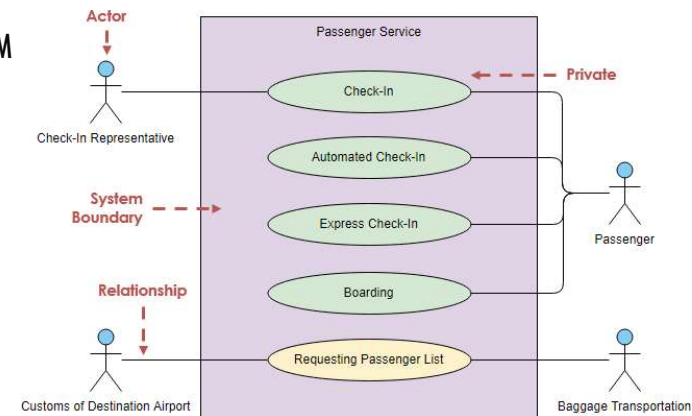 Actor
M
Passenger Service
Check-In
Private
Check-In Representative
Automated Check-In
System
Boundary
Express Check-In
Passenger
Relationship
Boarding
Requesting Passenger List
Customs of Destination Airport
Baggage Transportation